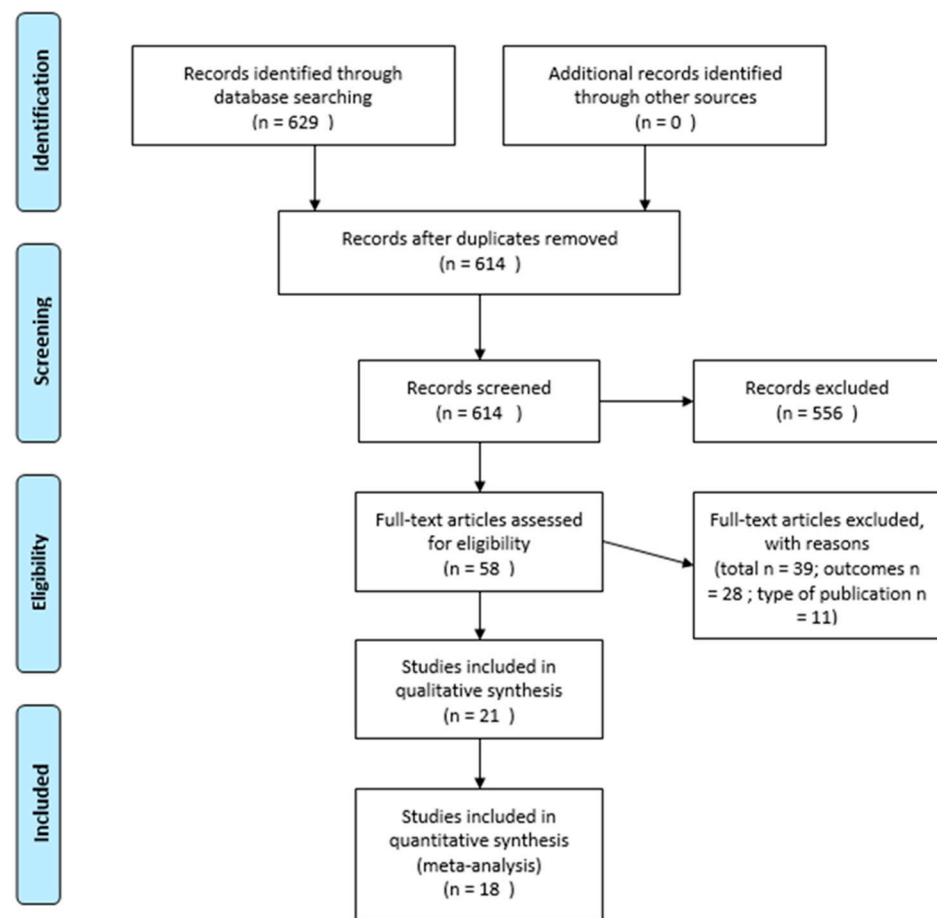 Identification
Records identified through
database searching
(n = 629  )
Additional records identified
through other sources
(n = 0  )
Records after duplicates removed
(n = 614  )
Screening
Records screened
(n = 614  )
Records excluded
(n = 556  )
Eligibility
Full-text articles assessed
for eligibility
(n = 58  )
Full-text articles excluded,
with reasons
(total n = 39; outcomes n
= 28 ; type of publication n
= 11)
Studies included in
qualitative synthesis
(n = 21  )
Included
Studies included in
quantitative synthesis
(meta-analysis)
(n = 18  )